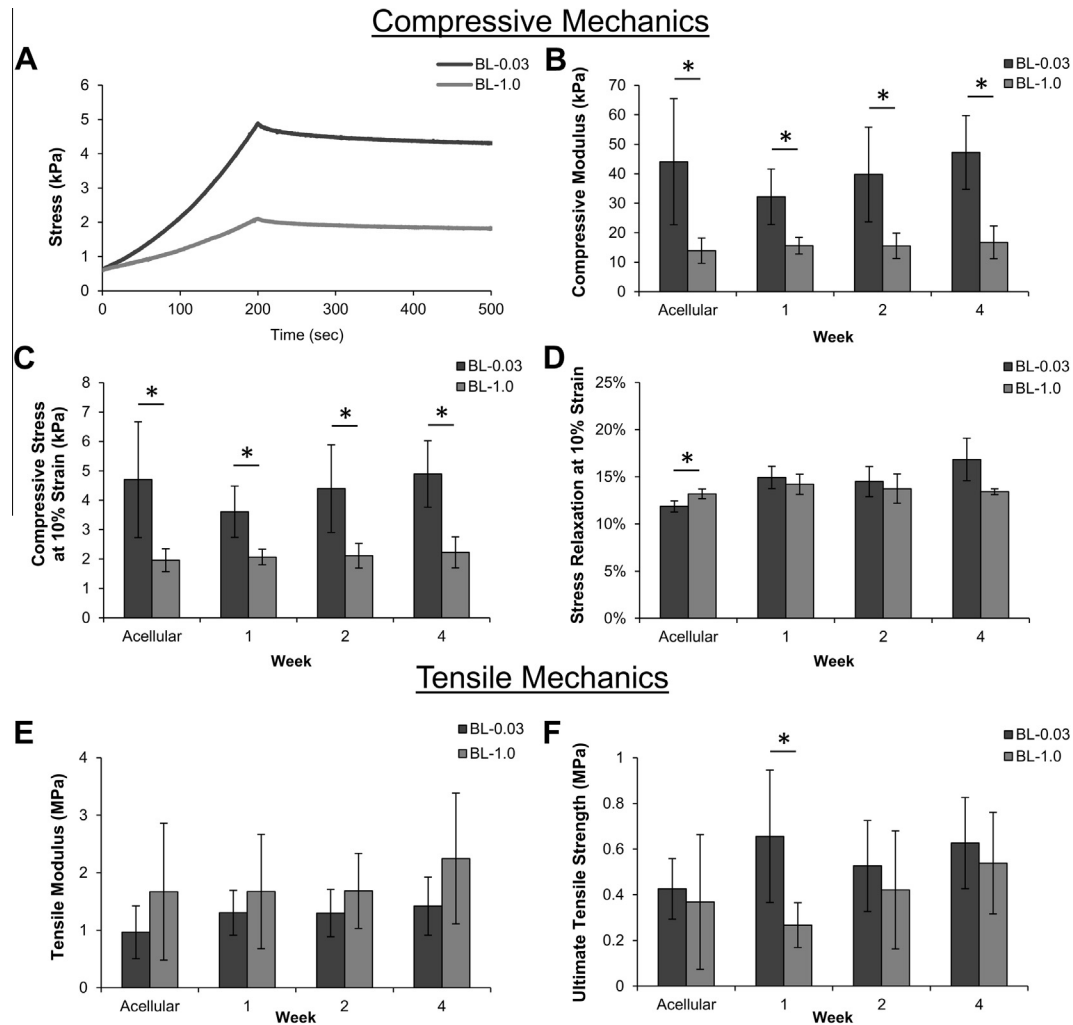 Compressive Mechanics
A
BL-0.03
BL-1.0
Stress (kPa)
6
5
4
3
2
1
0
0 100 200 300 400 500
Time (sec)
B
BL-0.03
BL-1.0
Compressive Modulus (kPa)
70
60
50
40
30
20
10
0
* * * *
Acellular 1 2 4
Week
C
BL-0.03
BL-1.0
Compressive Stress
at 10% Strain (kPa)
8
7
6
5
4
3
2
1
0
* * * *
Acellular 1 2 4
Week
D
BL-0.03
BL-1.0
Stress Relaxation at 10% Strain
25%
20%
15%
10%
5%
0%
*
Acellular 1 2 4
Week
Tensile Mechanics
E
BL-0.03
BL-1.0
Tensile Modulus (MPa)
4
3
2
1
0
Acellular 1 2 4
Week
F
BL-0.03
BL-1.0
Ultimate Tensile Strength (MPa)
1
0.8
0.6
0.4
0.2
0
*
Acellular 1 2 4
Week